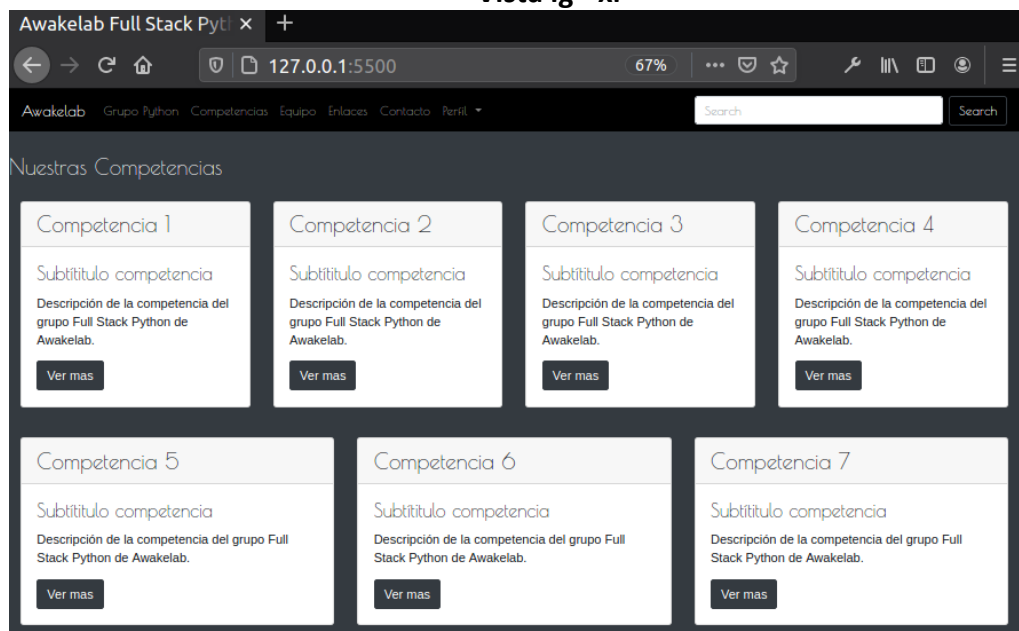 Vista lg - xl
Awakelab Full Stack Pyt
127.0.0.1:5500
67%
Awakelab Grupo Python Competencias Equipo Enlaces Contacto Perfil
Search
Search
Nuestras Competencias
Competencia 1
Subtítitulo competencia
Descripción de la competencia del
grupo Full Stack Python de
Awakelab.
Ver mas
Competencia 2
Subtítitulo competencia
Descripción de la competencia del
grupo Full Stack Python de
Awakelab.
Ver mas
Competencia 3
Subtítitulo competencia
Descripción de la competencia del
grupo Full Stack Python de
Awakelab.
Ver mas
Competencia 4
Subtítitulo competencia
Descripción de la competencia del
grupo Full Stack Python de
Awakelab.
Ver mas
Competencia 5
Subtítitulo competencia
Descripción de la competencia del grupo Full
Stack Python de Awakelab.
Ver mas
Competencia 6
Subtítitulo competencia
Descripción de la competencia del grupo Full
Stack Python de Awakelab.
Ver mas
Competencia 7
Subtítitulo competencia
Descripción de la competencia del grupo Full
Stack Python de Awakelab.
Ver mas